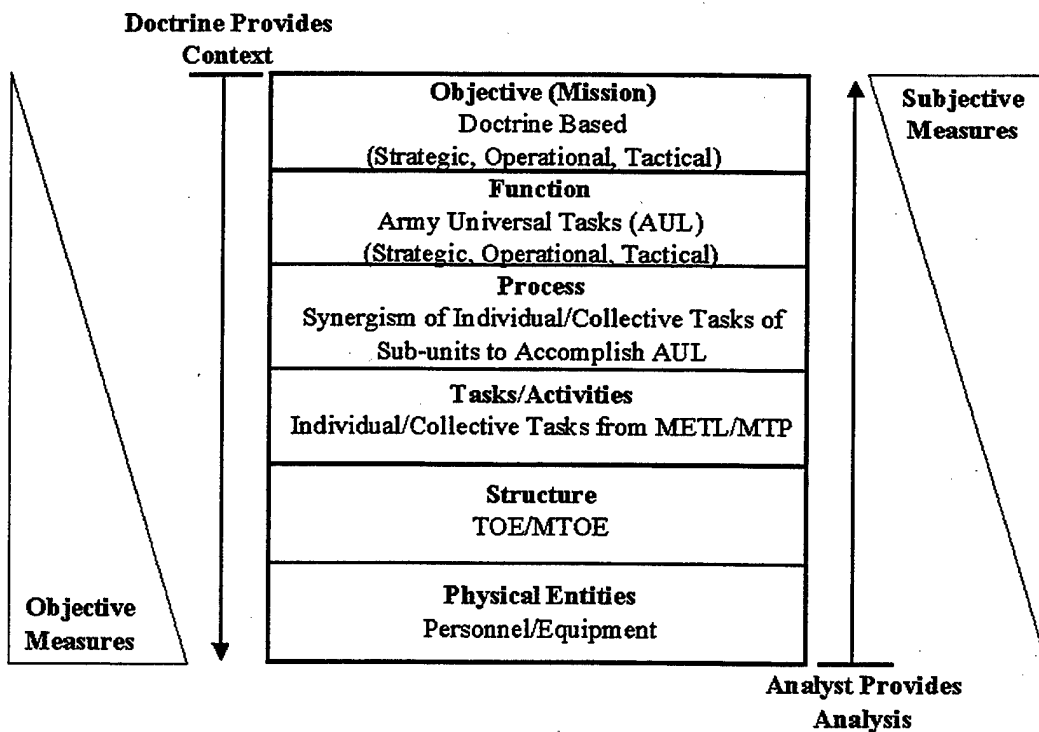 Doctrine Provides
Context
Objective (Mission)
Doctrine Based
(Strategic, Operational, Tactical)
Function
Army Universal Tasks (AUL)
(Strategic, Operational, Tactical)
Process
Synergism of Individual/Collective Tasks of
Sub-units to Accomplish AUL
Tasks/Activities
Individual/Collective Tasks from METL/MTP
Structure
TOE/MTOE
Physical Entities
Personnel/Equipment
Objective
Measures
Subjective
Measures
Analyst Provides
Analysis